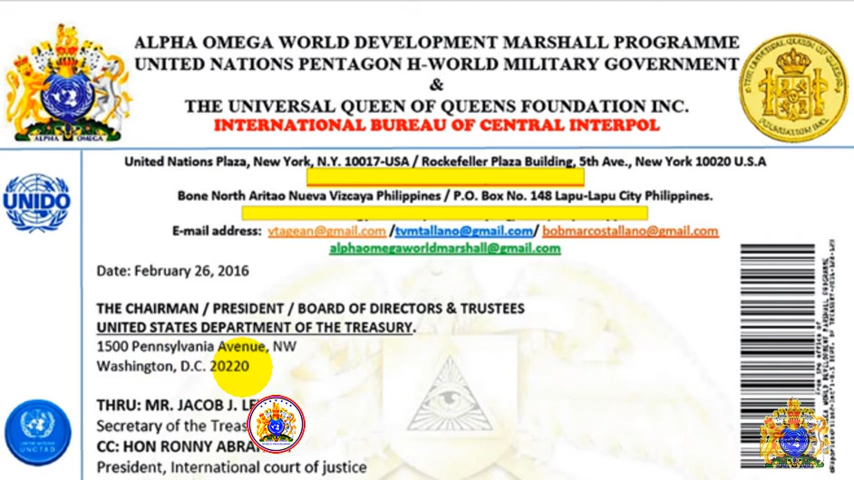 ALPHA OMEGA WORLD DEVELOPMENT MARSHALL PROGRAMME
UNITED NATIONS PENTAGON H-WORLD MILITARY GOVERNMENT
&
THE UNIVERSAL QUEEN OF QUEENS FOUNDATION INC.
INTERNATIONAL BUREAU OF CENTRAL INTERPOL
ALPHA OMEGA
United Nations Plaza, New York, N.Y. 10017-USA / Rockefeller Plaza Building, 5th Ave., New York 10020 U.S.A
Bone North Aritao Nueva Vizcaya Philippines / P.O. Box No. 148 Lapu-Lapu City Philippines.
E-mail address: vtagean@gmail.com /tvmtallano@gmail.com/ bobmarcostallano@gmail.com
alphaomegaworldmarshall@gmail.com
UNIDO
Date: February 26, 2016
THE CHAIRMAN / PRESIDENT / BOARD OF DIRECTORS & TRUSTEES
UNITED STATES DEPARTMENT OF THE TREASURY.
1500 Pennsylvania Avenue, NW
Washington, D.C. 20220
THRU: MR. JACOB J.
Secretary of the
CC: HON RONNY
President, International court of justice
UNITED NATIONS
UNCTAD